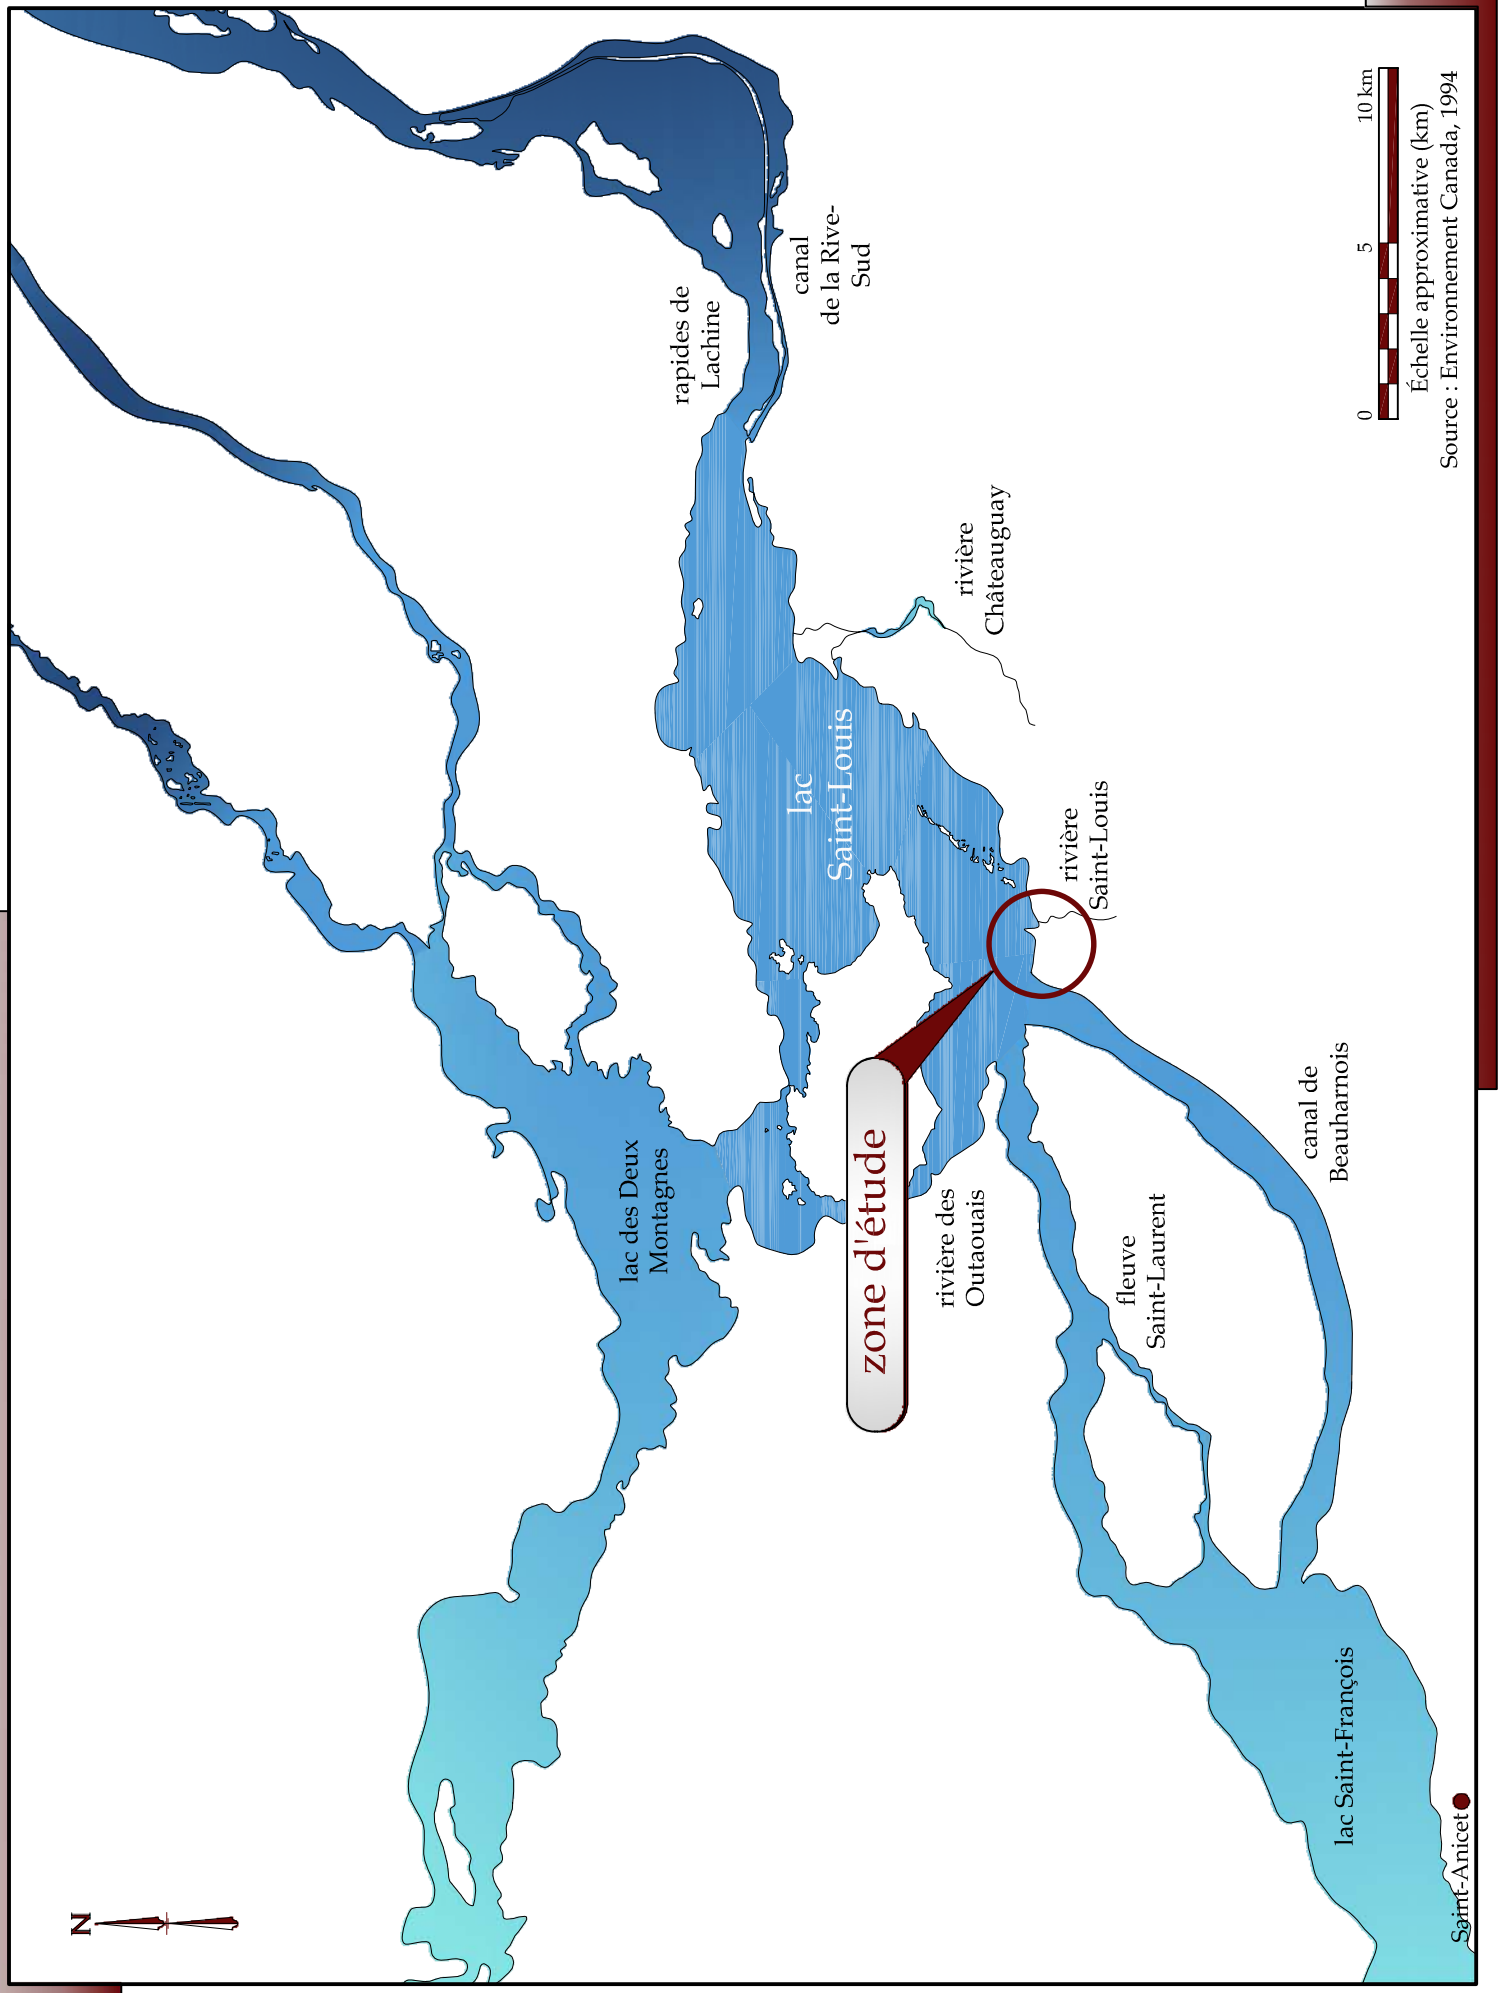 N
rapides de
Lachine
canal
de la Rive-
Sud
lac des Deux
Montagnes
lac
Saint-Louis
rivière
Châteauguay
zone d'étude
rivière
Saint-Louis
rivière des
Outaouais
fleuve
Saint-Laurent
canal de
Beauharnois
lac Saint-François
Saint-Anicet
0 5 10 km
Échelle approximative (km)
Source : Environnement Canada, 1994